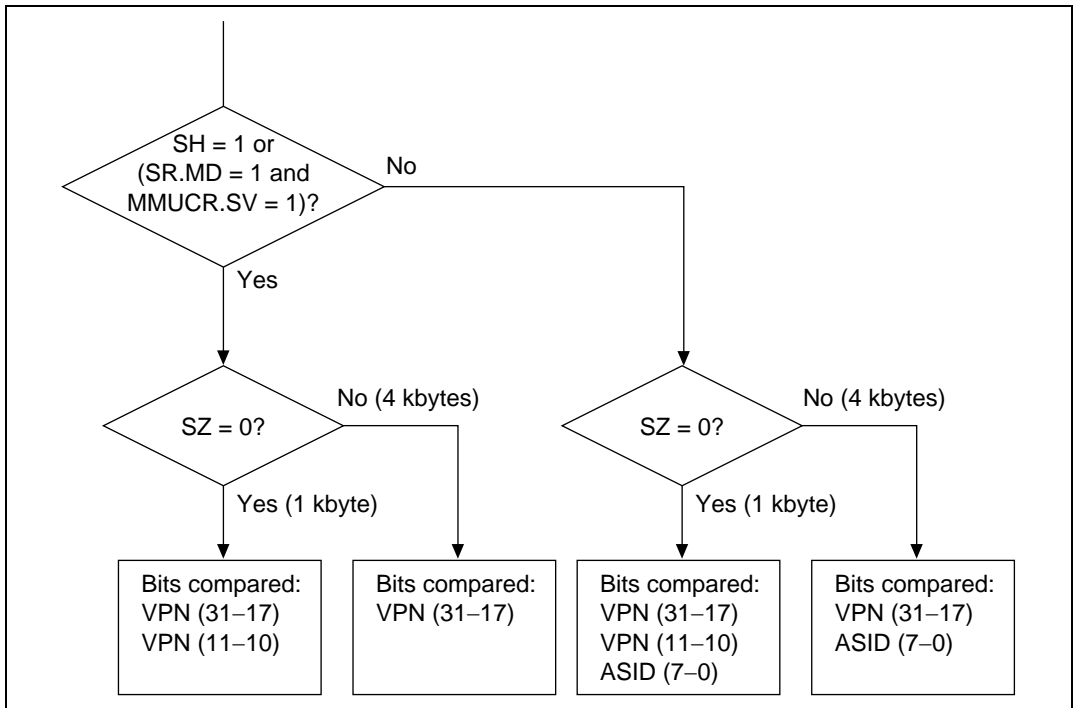 SH = 1 or
(SR.MD = 1 and
MMUCR.SV = 1)?
No
Yes
SZ = 0?
No (4 kbytes)
Yes (1 kbyte)
SZ = 0?
No (4 kbytes)
Yes (1 kbyte)
Bits compared:
VPN (31–17)
VPN (11–10)
Bits compared:
VPN (31–17)
Bits compared:
VPN (31–17)
VPN (11–10)
ASID (7–0)
Bits compared:
VPN (31–17)
ASID (7–0)